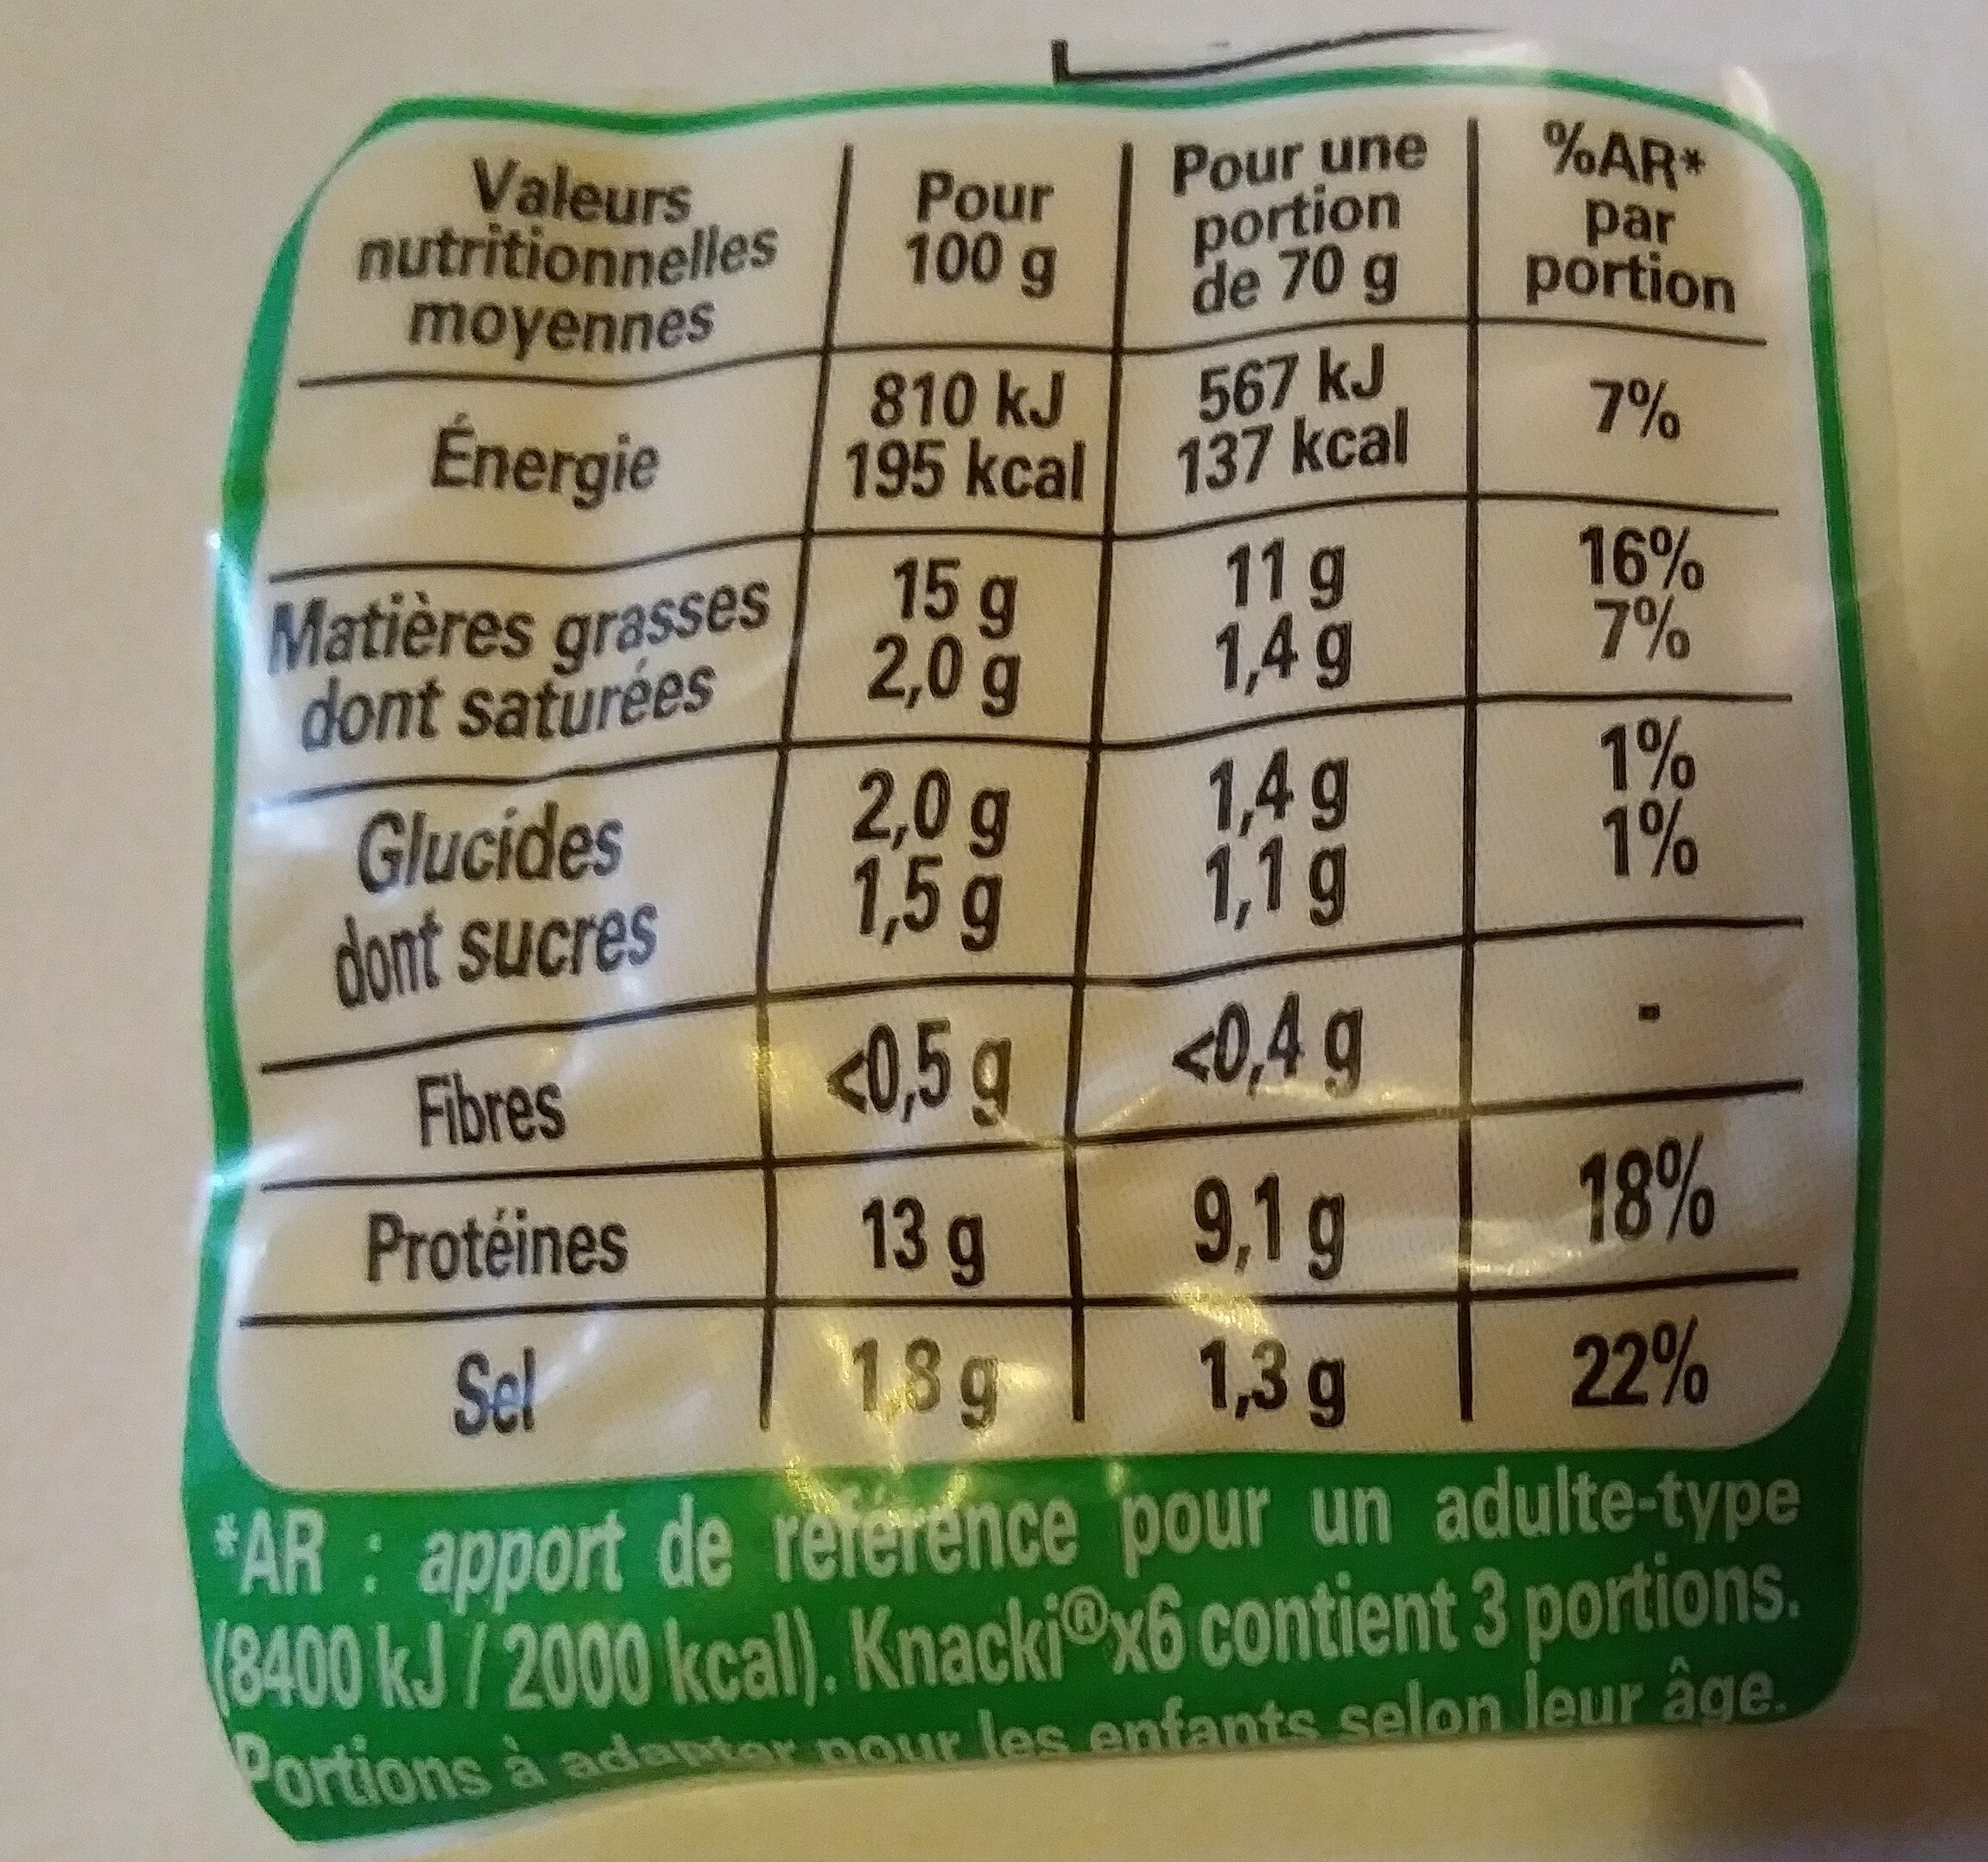 Valeurs nutritionnelles moyennes | Pour 100 g | Pour une portion de 70 g | %AR* par portion
Énergie | 810 kJ 195 kcal | 567 kJ 137 kcal | 7%
Matières grasses | 15 g | 11 g | 16%
dont saturées | 2,0 g | 1,4 g | 7%
Glucides | 2,0 g | 1,4 g | 1%
dont sucres | 1,5 g | 1,1 g | 1%
Fibres | <0,5 g | <0,4 g | -
Protéines | 13 g | 9,1 g | 18%
Sel | 1,8 g | 1,3 g | 22%
*AR : apport de référence pour un adulte-type
(8400 kJ / 2000 kcal). Knacki®x6 contient 3 portions.
Portions à adapter pour les enfants selon leur âge.